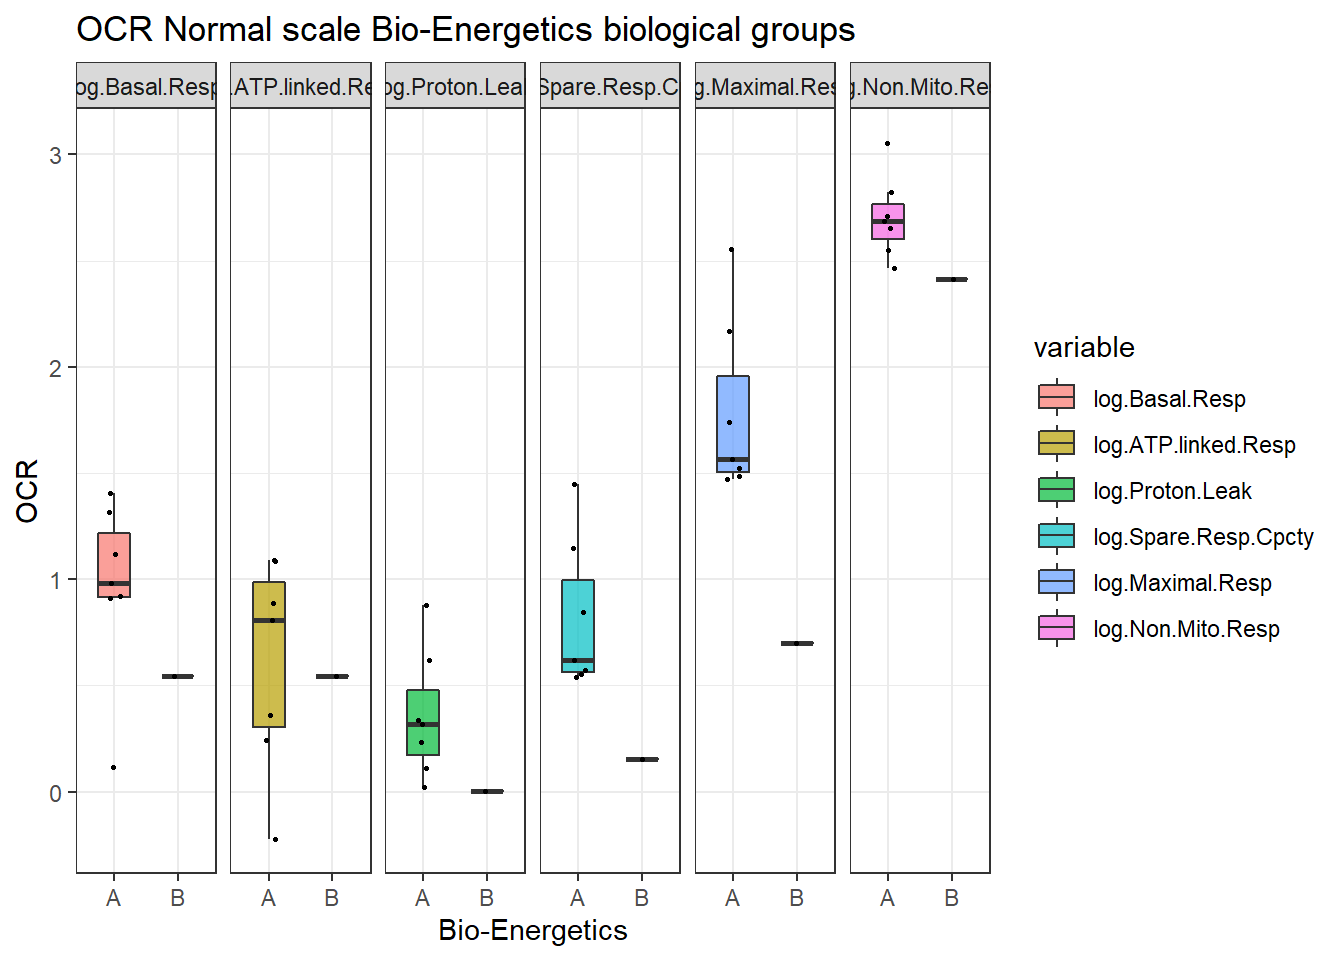 OCR Normal scale Bio-Energetics biological groups
og.Basal.Resp
.ATP.linked.Re
og.Proton.Lea
Spare.Resp.C
g.Maximal.Res
g.Non.Mito.Re
3
2
1
0
OCR
A B A B A B A B A B A B
Bio-Energetics
variable
log.Basal.Resp
log.ATP.linked.Resp
log.Proton.Leak
log.Spare.Resp.Cpcty
log.Maximal.Resp
log.Non.Mito.Resp